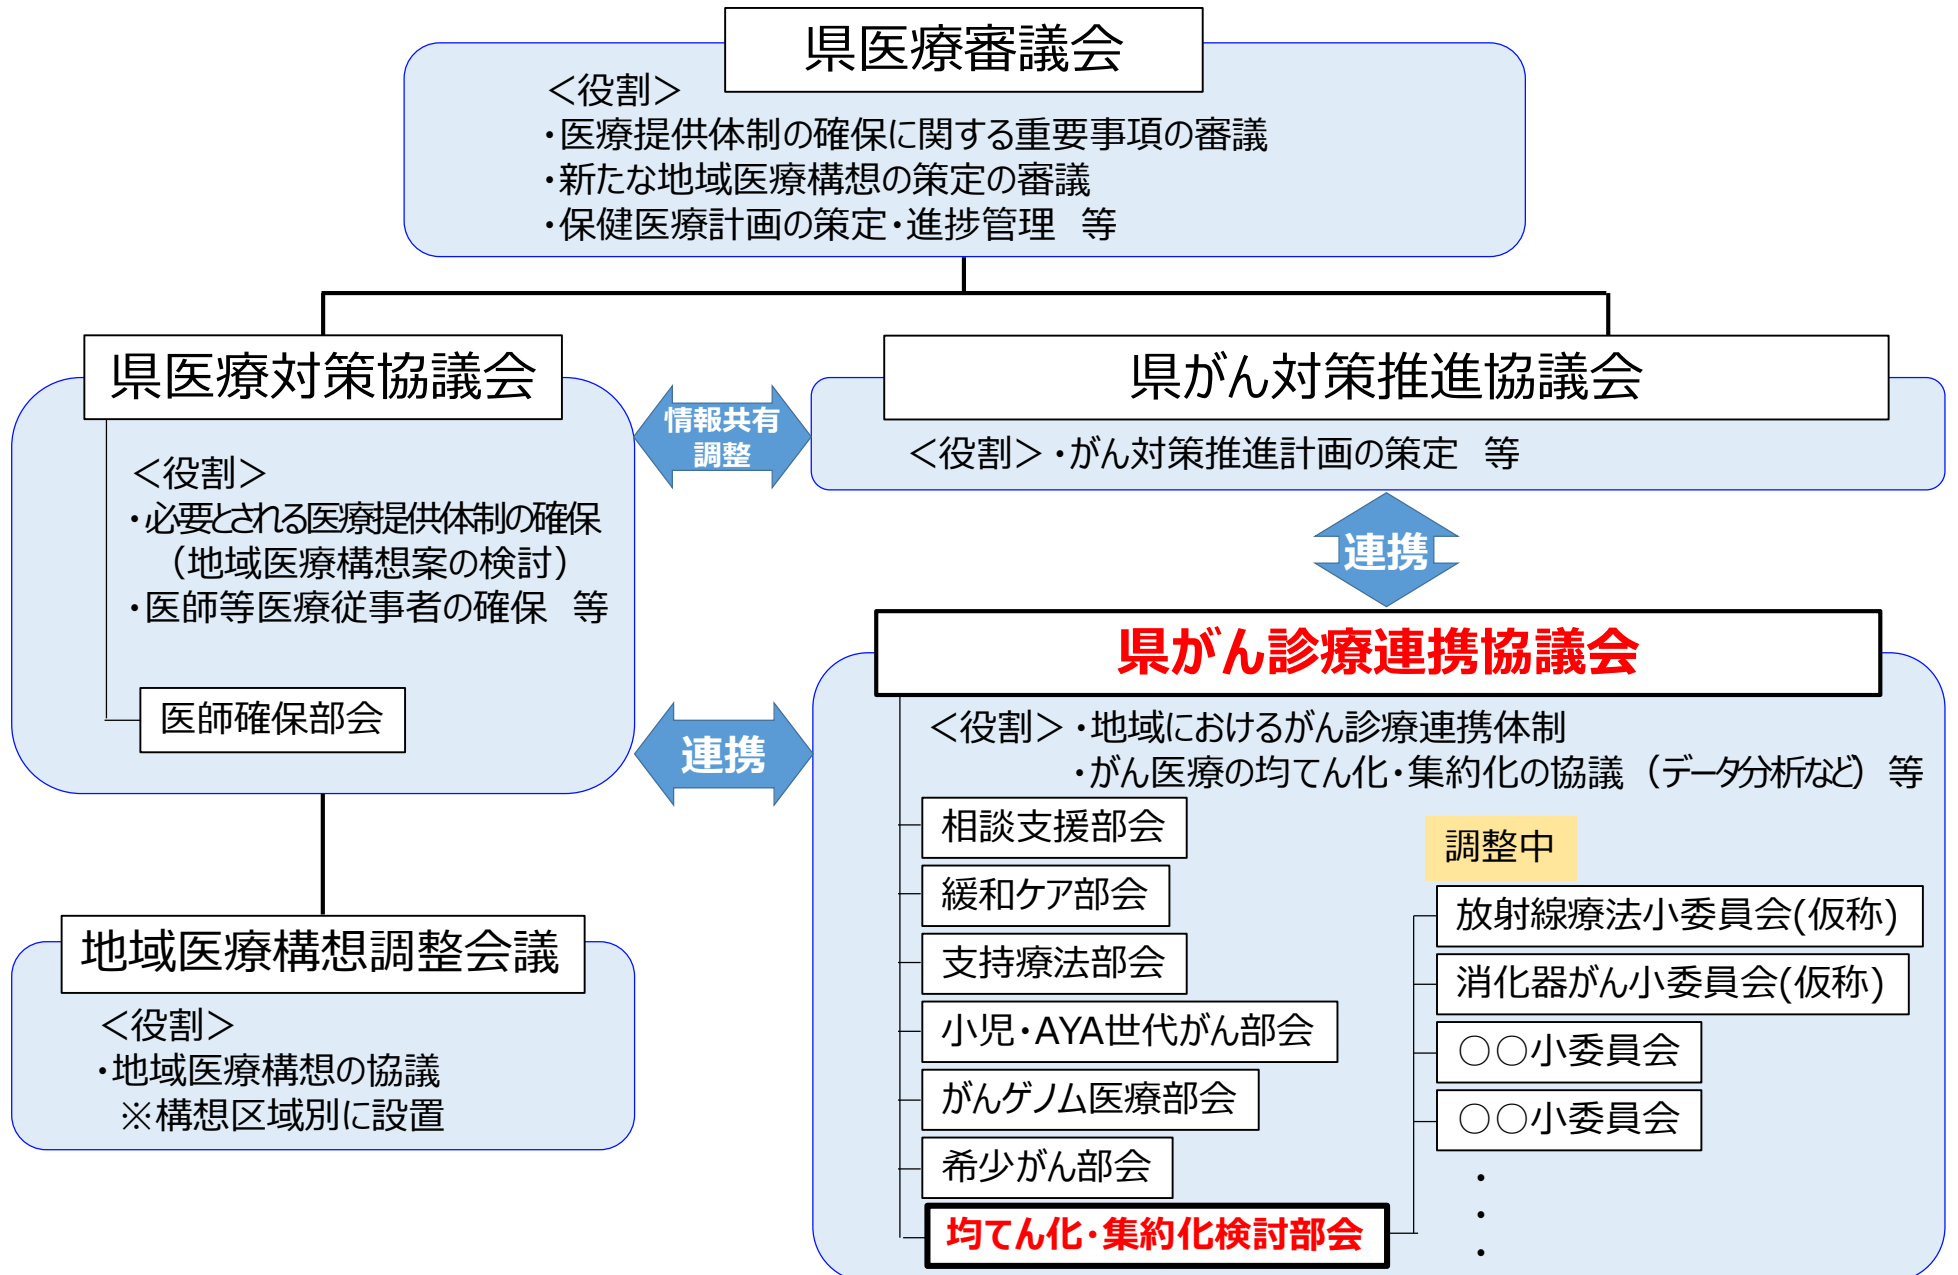 県医療審議会
＜役割＞
・医療提供体制の確保に関する重要事項の審議
・新たな地域医療構想の策定の審議
・保健医療計画の策定・進捗管理　等
県医療対策協議会
＜役割＞
・必要とされる医療提供体制の確保
（地域医療構想案の検討）
・医師等医療従事者の確保　等
医師確保部会
情報共有
調整
県がん対策推進協議会
＜役割＞・がん対策推進計画の策定　等
連携
連携
県がん診療連携協議会
＜役割＞・地域におけるがん診療連携体制
・がん医療の均てん化・集約化の協議（データ分析など）等
相談支援部会
緩和ケア部会
支持療法部会
小児・AYA世代がん部会
がんゲノム医療部会
希少がん部会
均てん化・集約化検討部会
調整中
放射線療法小委員会(仮称)
消化器がん小委員会(仮称)
○○小委員会
○○小委員会
・
・
・
地域医療構想調整会議
＜役割＞
・地域医療構想の協議
※構想区域別に設置